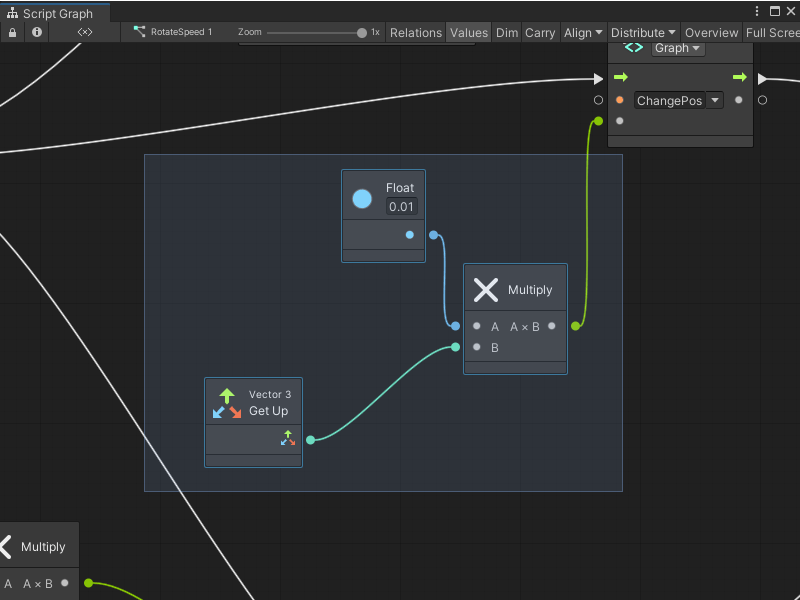 Script Graph
RotateSpeed 1
Zoom
1x
Relations
Values
Dim
Carry
Align
Distribute
Overview
Full Scree
Graph
ChangePos
Float
0.01
Multiply
A A × B
B
Vector 3
Get Up
Multiply
A A × B